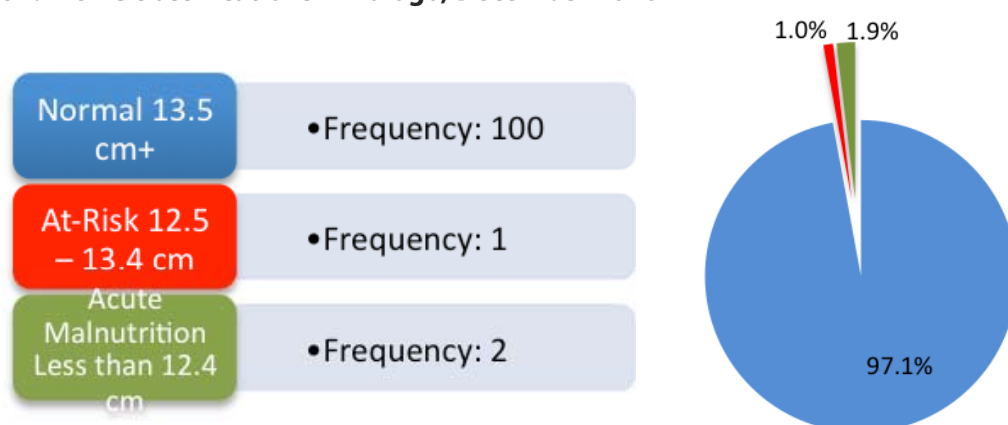 1.0% 1.9%
Normal 13.5
cm+
•Frequency: 100
At-Risk 12.5
– 13.4 cm
•Frequency: 1
Acute
Malnutrition
Less than 12.4
cm
•Frequency: 2
97.1%